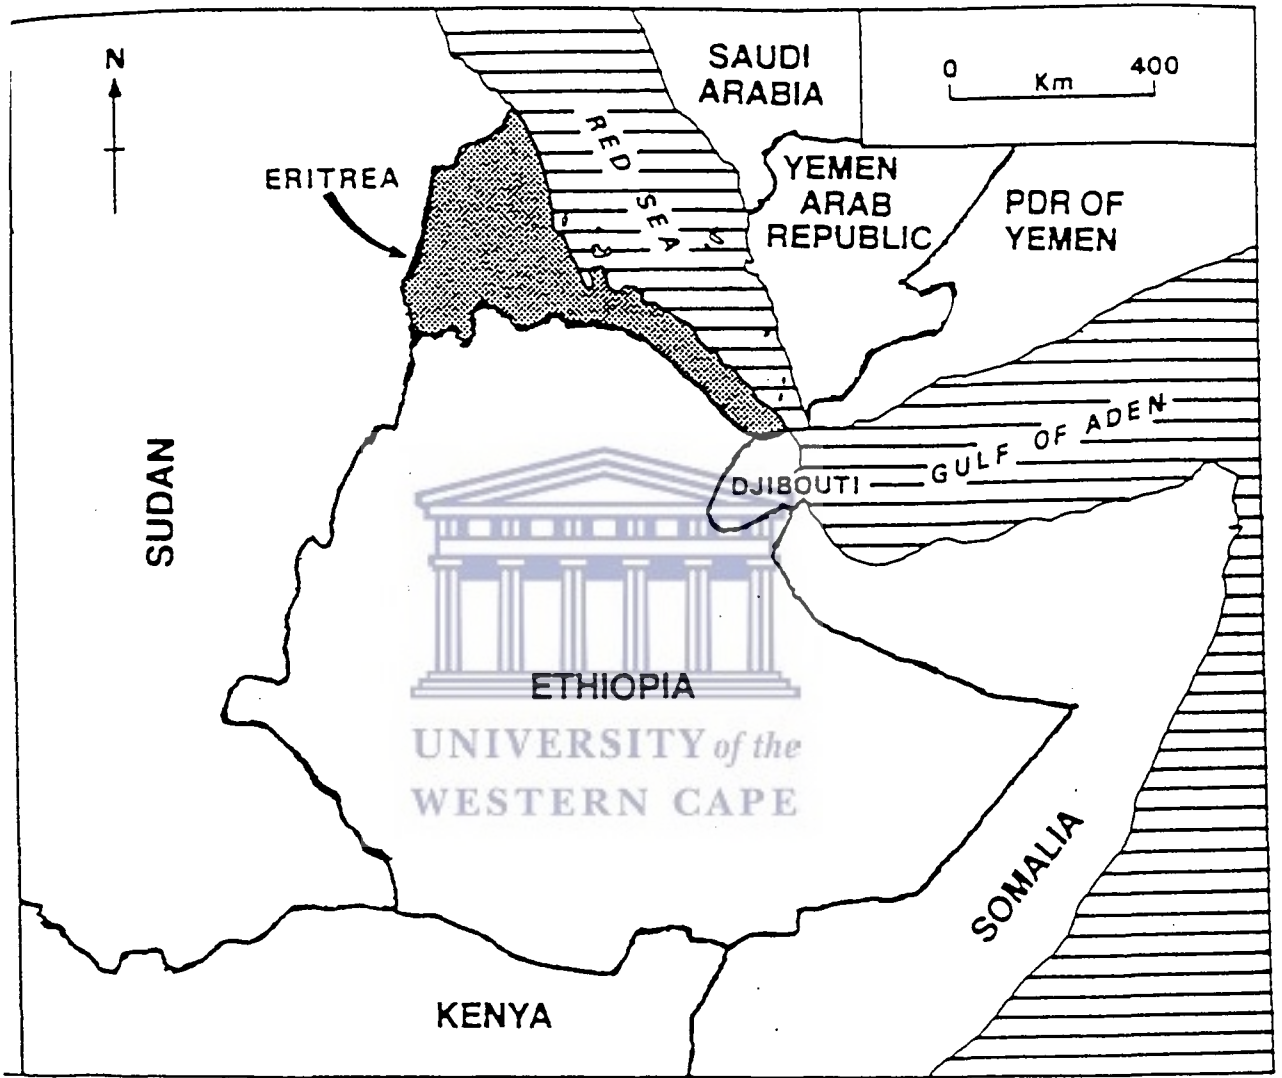 N
SAUDI
ARABIA
0 Km 400
RED SEA
ERITREA
YEMEN
ARAB
REPUBLIC
PDR OF
YEMEN
SUDAN
DJIBOUTI
GULF OF ADEN
ETHIOPIA
UNIVERSITY of the
WESTERN CAPE
SOMALIA
KENYA